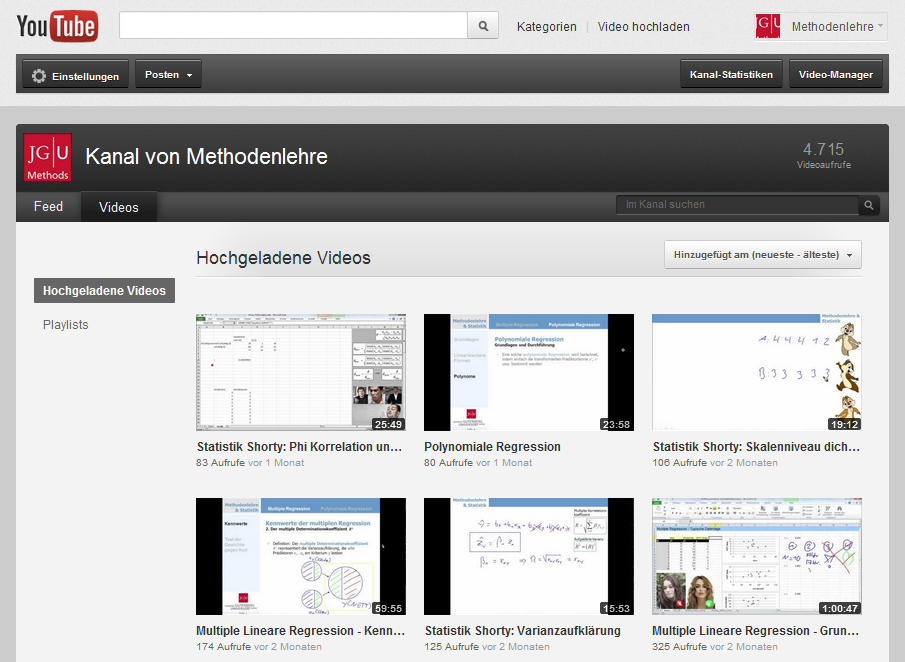 YouTube
Kategorien
Video hochladen
JG|U
Methodenlehre
Einstellungen
Posten
Kanal-Statistiken
Video-Manager
JG|U
Methods
Kanal von Methodenlehre
4.715
Videoaufrufe
Feed
Videos
Im Kanal suchen
Hochgeladene Videos
Hinzugefügt am (neueste - älteste)
Hochgeladene Videos
Playlists
25:49
Statistik Shorty: Phi Korrelation un...
83 Aufrufe vor 1 Monat
Methodenlehre & Statistik
Multiple Regression
Polynomiale Regression
Polynomiale Regression
Grundlagen und Durchführung
Grundlagen
Polynome
23:58
Polynomiale Regression
80 Aufrufe vor 1 Monat
Methodenlehre & Statistik
A: 4 4 4 1 2
B: 3 3 3 3 3
19:12
Statistik Shorty: Skalenniveau dich...
106 Aufrufe vor 2 Monaten
Methodenlehre & Statistik
Multiple Regression
Polynomiale Regression
Kennwerte
Kennwerte der multiplen Regression
2. Der multiple Determinationskoeffizient R²
59:55
Multiple Lineare Regression - Kenn...
174 Aufrufe vor 2 Monaten
Methodenlehre & Statistik
15:53
Statistik Shorty: Varianzaufklärung
125 Aufrufe vor 2 Monaten
1:00:47
Multiple Lineare Regression - Grun...
325 Aufrufe vor 2 Monaten